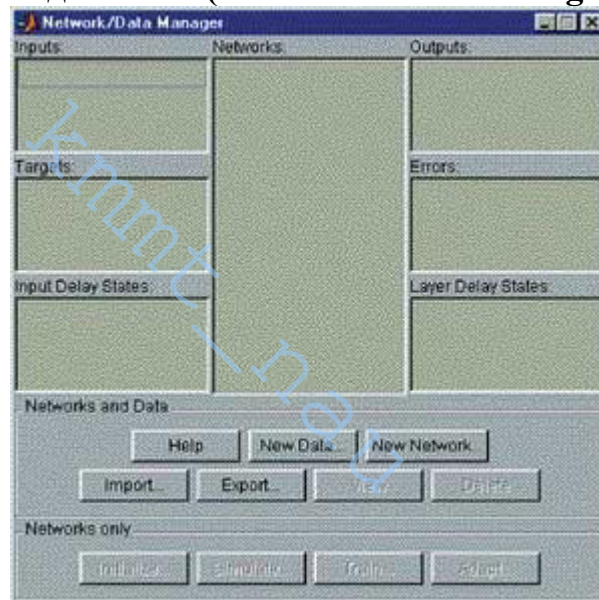 Network/Data Manager
Inputs:
Networks:
Outputs:
Targets:
Errors:
Input Delay States:
Layer Delay States:
Networks and Data
Help
New Data...
New Network...
Import...
Export...
View
Delete
Networks only
Initialize...
Simulate...
Train...
Adapt...
kmmt_nau